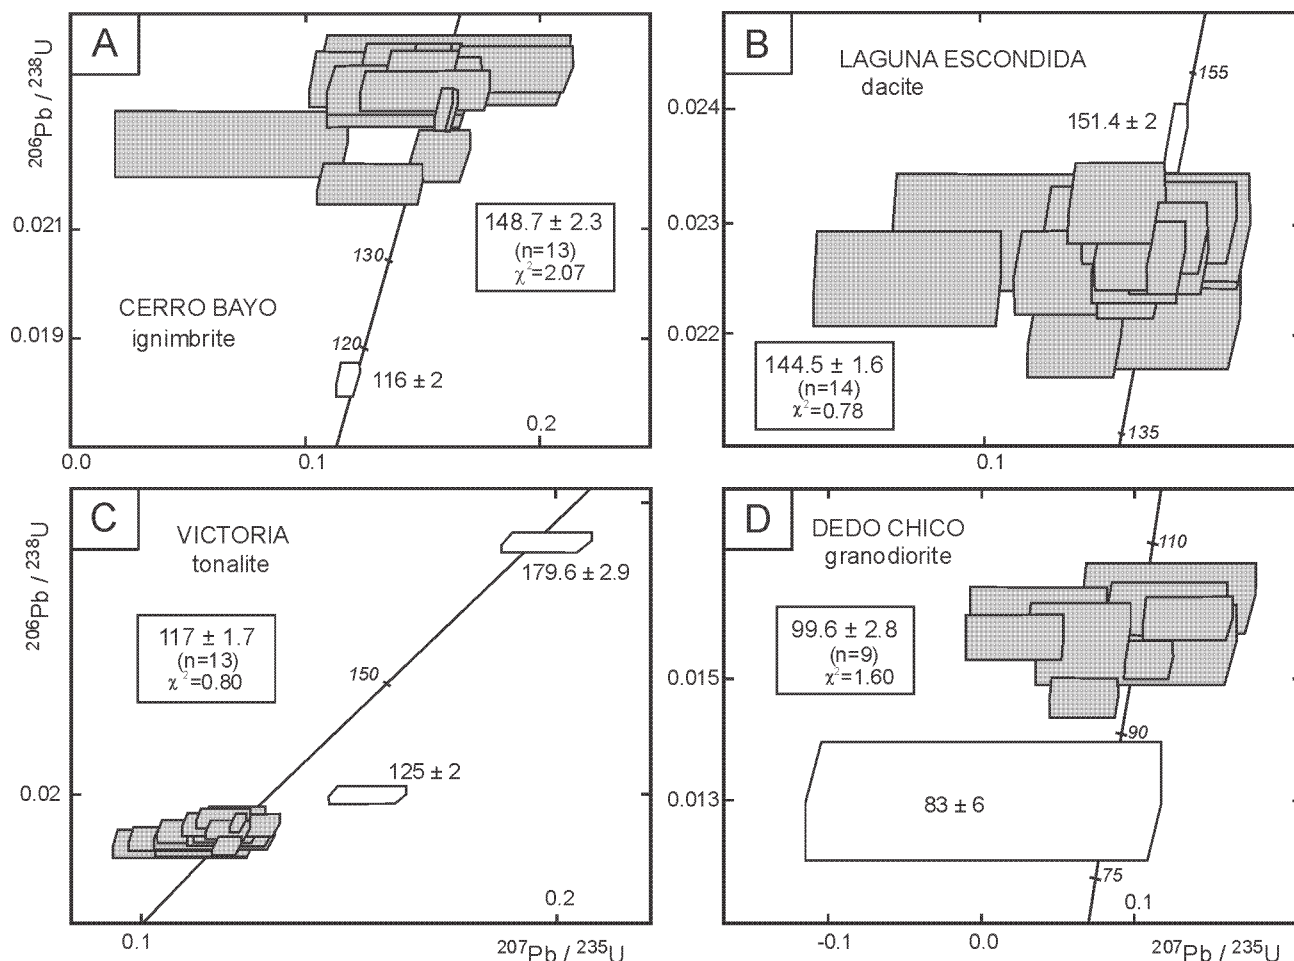 A
206Pb / 238U
0.021
0.019
CERRO BAYO
ignimbrite
148.7 ± 2.3
(n=13)
χ²=2.07
130
120
116 ± 2
0.2
0.0
0.1
B
LAGUNA ESCONDIDA
dacite
155
0.024
151.4 ± 2
0.023
0.022
144.5 ± 1.6
(n=14)
χ²=0.78
135
0.1
C
206Pb / 238U
VICTORIA
tonalite
179.6 ± 2.9
117 ± 1.7
(n=13)
χ²=0.80
150
125 ± 2
0.02
0.2
0.1
207Pb / 235U
D
DEDO CHICO
granodiorite
110
99.6 ± 2.8
(n=9)
χ²=1.60
0.015
90
0.013
83 ± 6
75
0.1
-0.1
0.0
207Pb / 235U